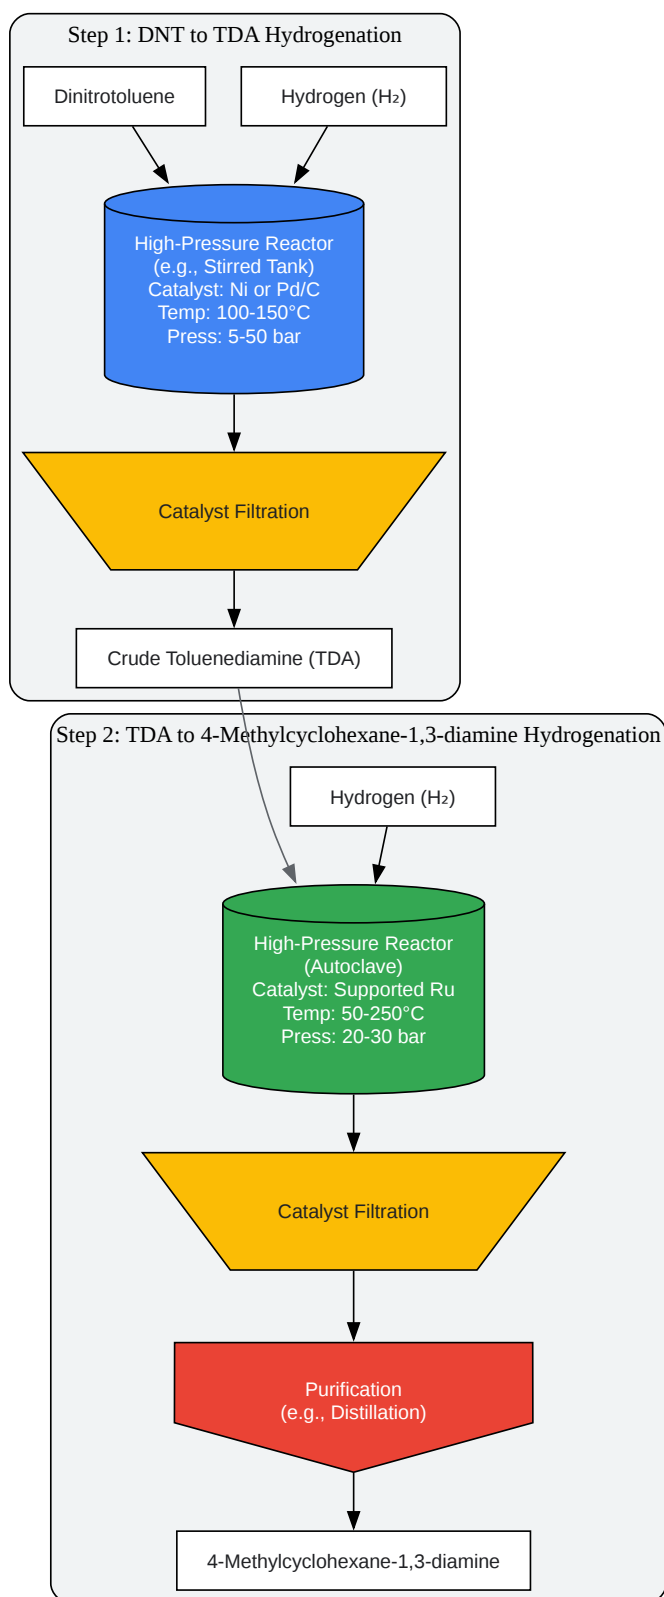 Step 1: DNT to TDA Hydrogenation
Dinitrotoluene
Hydrogen (H₂)
High-Pressure Reactor
(e.g., Stirred Tank)
Catalyst: Ni or Pd/C
Temp: 100-150°C
Press: 5-50 bar
Catalyst Filtration
Crude Toluenediamine (TDA)
Step 2: TDA to 4-Methylcyclohexane-1,3-diamine Hydrogenation
Hydrogen (H₂)
High-Pressure Reactor
(Autoclave)
Catalyst: Supported Ru
Temp: 50-250°C
Press: 20-30 bar
Catalyst Filtration
Purification
(e.g., Distillation)
4-Methylcyclohexane-1,3-diamine